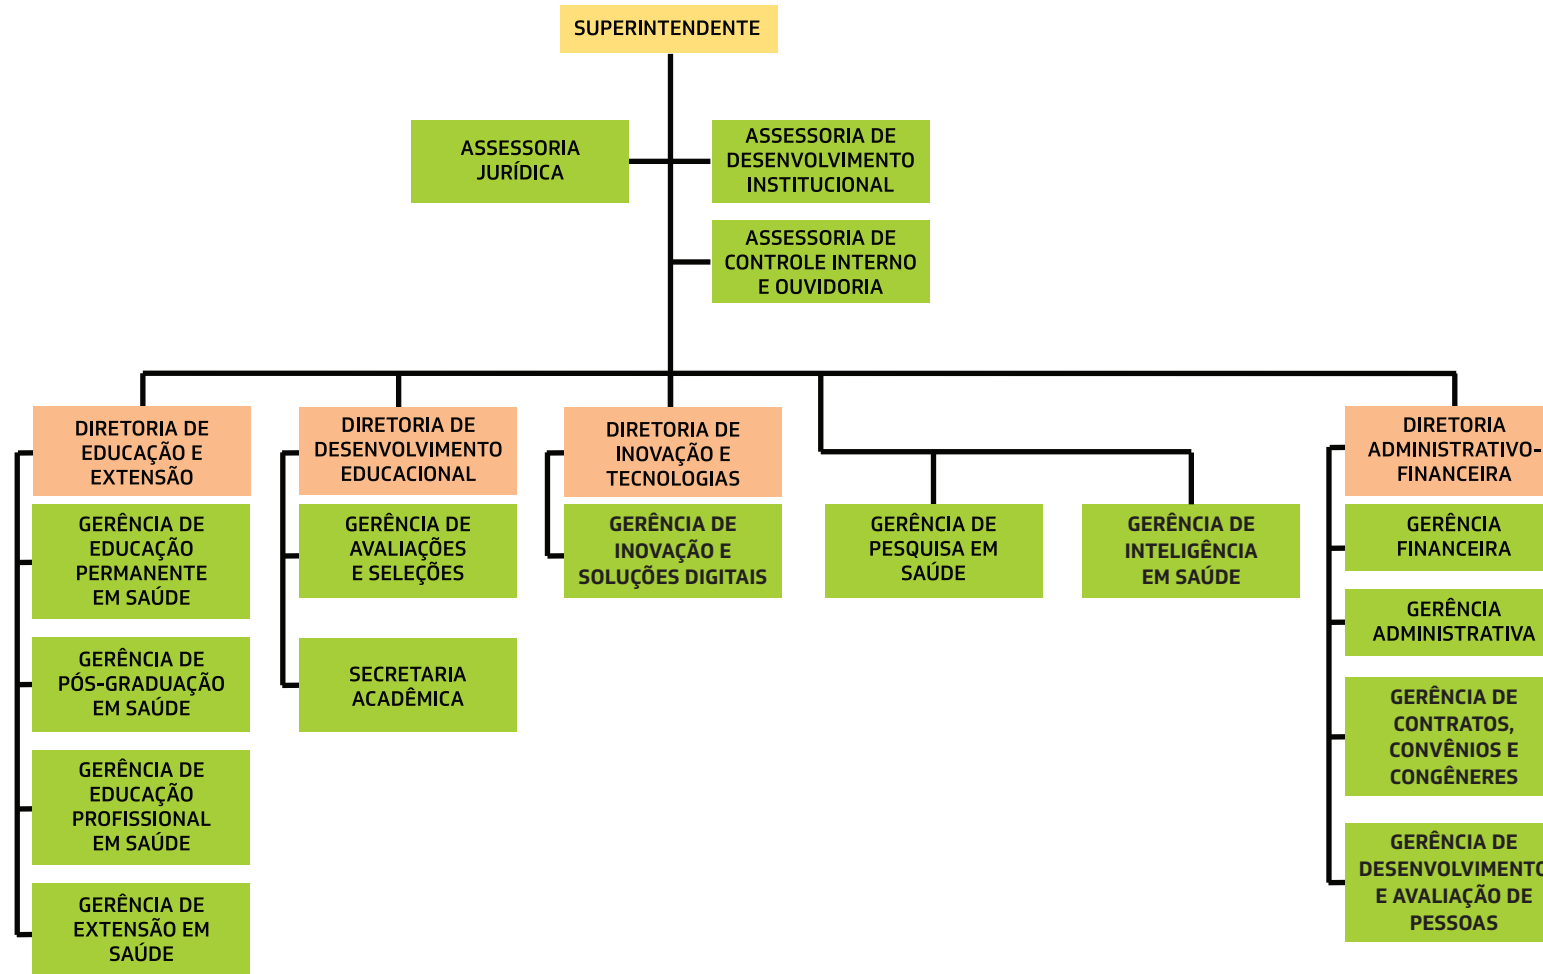 SUPERINTENDENTE
ASSESSORIA
JURÍDICA
ASSESSORIA DE
DESENVOLVIMENTO
INSTITUCIONAL
ASSESSORIA DE
CONTROLE INTERNO
E OUVIDORIA
DIRETORIA DE
EDUCAÇÃO E
EXTENSÃO
GERÊNCIA DE
EDUCAÇÃO
PERMANENTE
EM SAÚDE
GERÊNCIA DE
PÓS-GRADUAÇÃO
EM SAÚDE
GERÊNCIA DE
EDUCAÇÃO
PROFISSIONAL
EM SAÚDE
GERÊNCIA DE
EXTENSÃO EM
SAÚDE
DIRETORIA DE
DESENVOLVIMENTO
EDUCACIONAL
GERÊNCIA DE
AVALIAÇÕES
E SELEÇÕES
SECRETARIA
ACADÊMICA
DIRETORIA DE
INOVAÇÃO E
TECNOLOGIAS
GERÊNCIA DE
INOVAÇÃO E
SOLUÇÕES DIGITAIS
GERÊNCIA DE
PESQUISA EM
SAÚDE
GERÊNCIA DE
INTELIGÊNCIA
EM SAÚDE
DIRETORIA
ADMINISTRATIVO-
FINANCEIRA
GERÊNCIA
FINANCEIRA
GERÊNCIA
ADMINISTRATIVA
GERÊNCIA DE
CONTRATOS,
CONVÊNIOS E
CONGÊNERES
GERÊNCIA DE
DESENVOLVIMENTO
E AVALIAÇÃO DE
PESSOAS